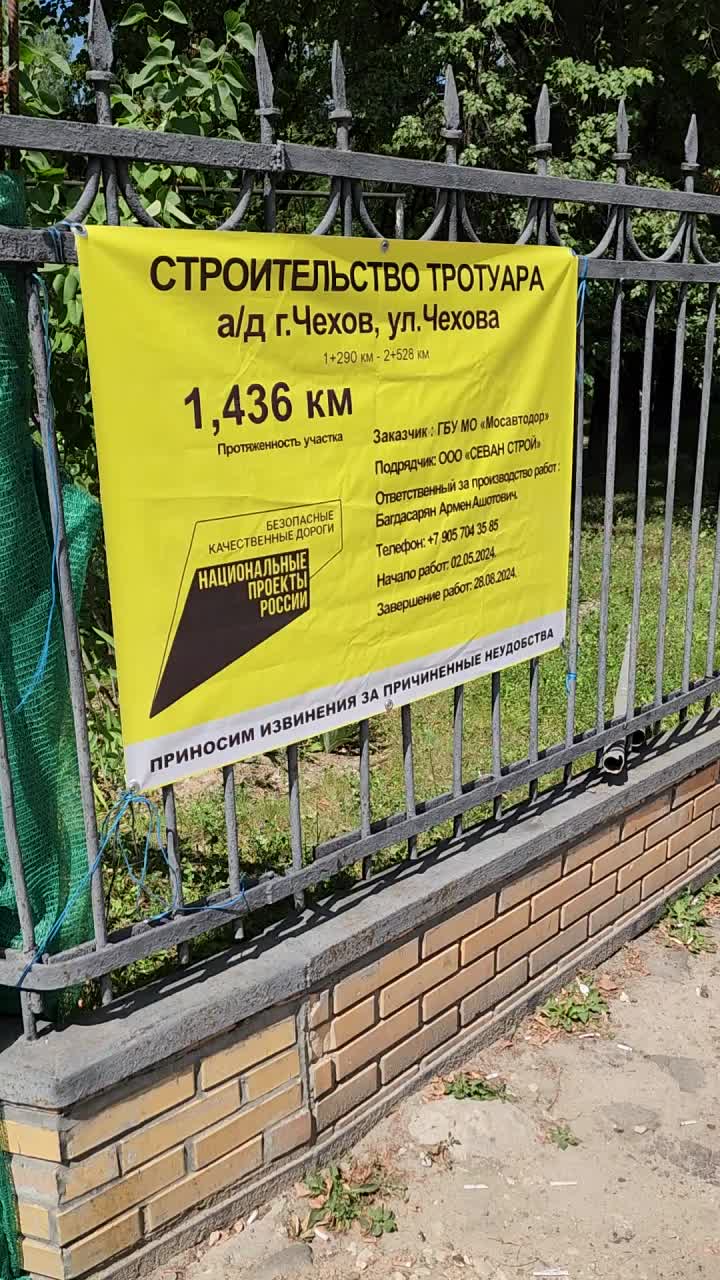 СТРОИТЕЛЬСТВО ТРОТУАРА
а/д г.Чехов, ул.Чехова
1+290 км - 2+528 км
1,436 км
Протяженность участка
Заказчик : ГБУ МО «Мосавтодор»
Подрядчик: ООО «СЕВАН СТРОЙ»
Ответственный за производство работ :
Багдасарян Армен Ашотович.
Телефон: +7 905 704 35 85
Начало работ: 02.05.2024.
Завершение работ: 28.08.2024.
БЕЗОПАСНЫЕ
КАЧЕСТВЕННЫЕ ДОРОГИ
НАЦИОНАЛЬНЫЕ
ПРОЕКТЫ
РОССИИ
ПРИНОСИМ ИЗВИНЕНИЯ ЗА ПРИЧИНЕННЫЕ НЕУДОБСТВА